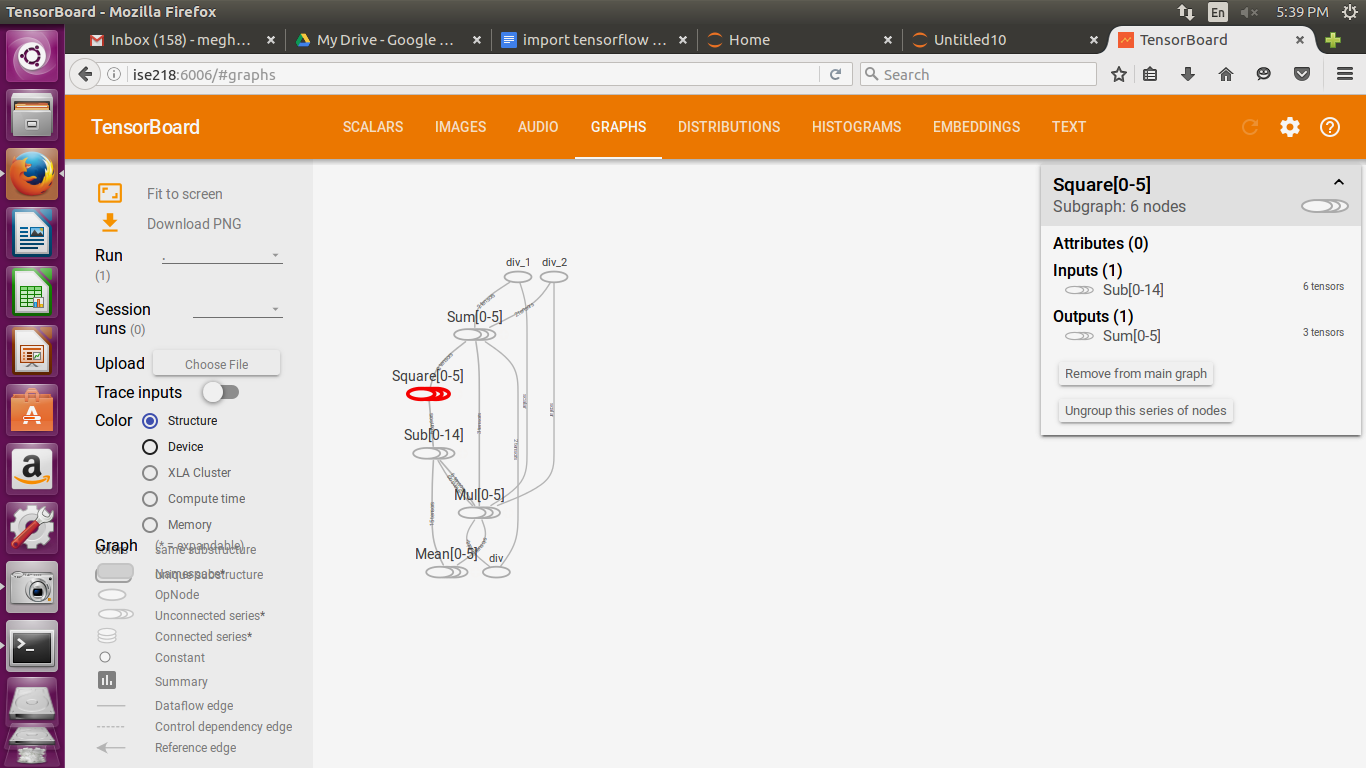 TensorBoard - Mozilla Firefox
En
5:39 PM
Inbox (158) - megh...
My Drive - Google ...
import tensorflow ...
Home
Untitled10
TensorBoard
ise218:6006/#graphs
Search
TensorBoard
SCALARS
IMAGES
AUDIO
GRAPHS
DISTRIBUTIONS
HISTOGRAMS
EMBEDDINGS
TEXT
Fit to screen
Download PNG
Run
(1)
.
Session
runs (0)
Upload
Choose File
Trace inputs
Color
Structure
Device
XLA Cluster
Compute time
Memory
Graph
(* = expandable)
colors
same substructure
Namespace*
unique substructure
OpNode
Unconnected series*
Connected series*
Constant
Summary
Dataflow edge
Control dependency edge
Reference edge
div_1
div_2
Sum[0-5]
Square[0-5]
Sub[0-14]
Mul[0-5]
Mean[0-5]
div
Square[0-5]
Subgraph: 6 nodes
Attributes (0)
Inputs (1)
Sub[0-14]
6 tensors
Outputs (1)
Sum[0-5]
3 tensors
Remove from main graph
Ungroup this series of nodes